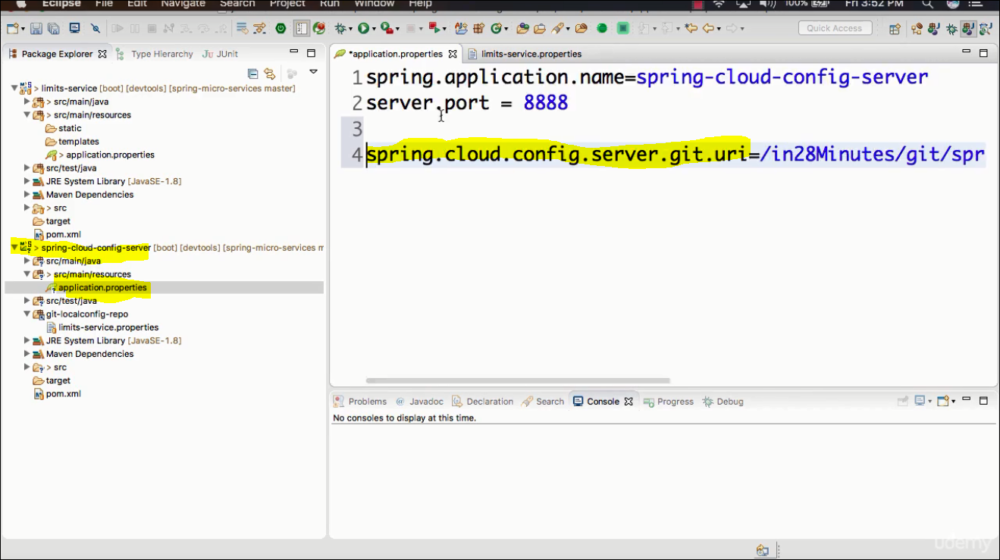 Eclipse File Edit Navigate Search Project Run Window Help 100% Fri 3:52 PM
Quick Access
Package Explorer Type Hierarchy JUnit
*application.properties limits-service.properties
> limits-service [boot] [devtools] [spring-micro-services master]
> src/main/java
> src/main/resources
static
templates
> application.properties
> src/test/java
JRE System Library [JavaSE-1.8]
Maven Dependencies
> src
target
pom.xml
> spring-cloud-config-server [boot] [devtools] [spring-micro-services m
src/main/java
> src/main/resources
application.properties
src/test/java
git-localconfig-repo
limits-service.properties
JRE System Library [JavaSE-1.8]
Maven Dependencies
> src
target
pom.xml
1 spring.application.name=spring-cloud-config-server
2 server.port = 8888
3
4 spring.cloud.config.server.git.uri=/in28Minutes/git/spr
Problems @ Javadoc Declaration Search Console Progress Debug
No consoles to display at this time.
udemy